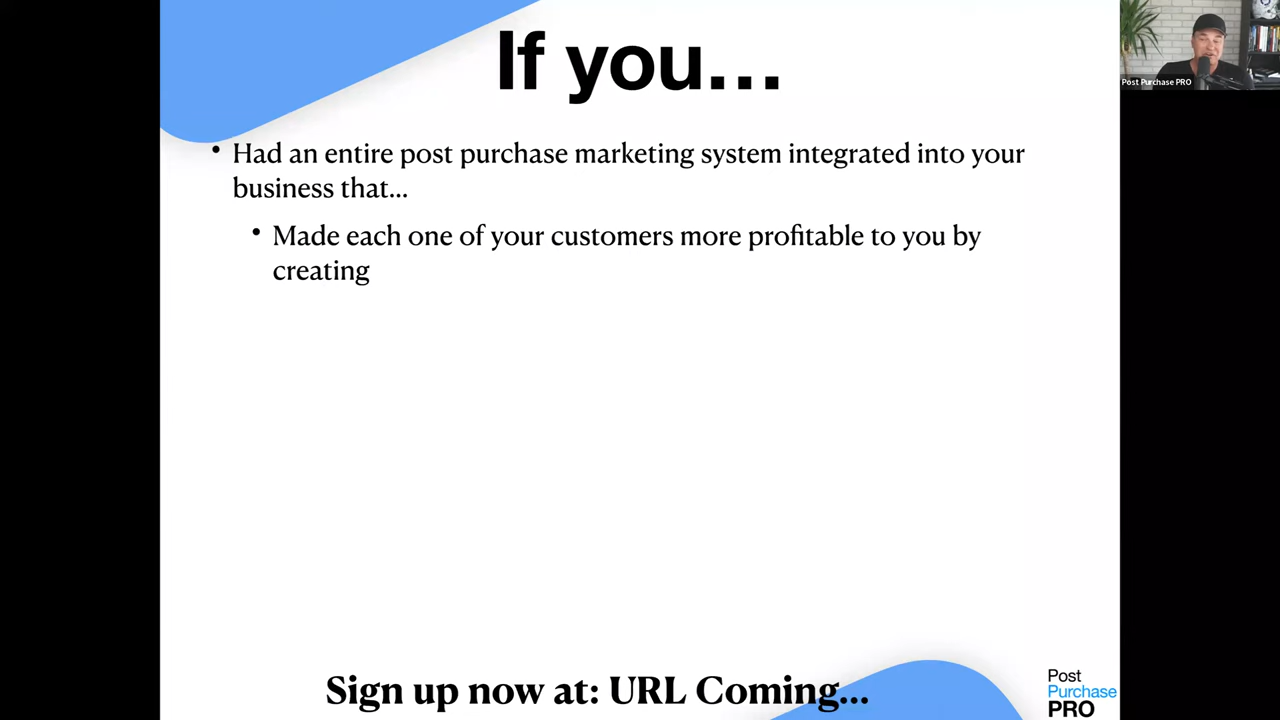 If you...
Post Purchase PRO
• Had an entire post purchase marketing system integrated into your
business that...
• Made each one of your customers more profitable to you by
creating
Sign up now at: URL Coming...
Post
Purchase
PRO